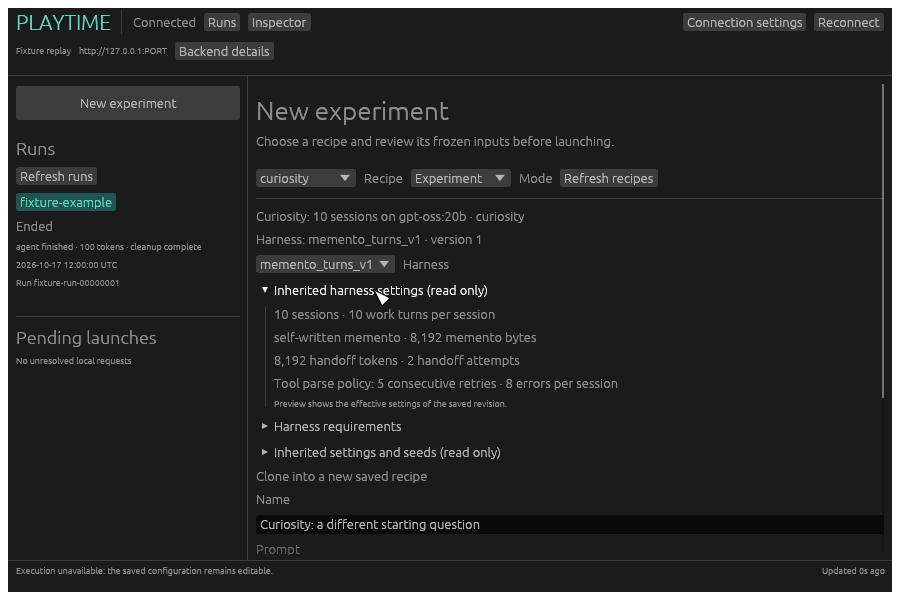 PLAYTIME Connected Runs Inspector Connection settings Reconnect
Fixture replay http://127.0.0.1:PORT Backend details
New experiment
Runs
Refresh runs
fixture-example
Ended
agent finished · 100 tokens · cleanup complete
2026-10-17 12:00:00 UTC
Run fixture-run-00000001
Pending launches
No unresolved local requests
New experiment
Choose a recipe and review its frozen inputs before launching.
curiosity Recipe Experiment Mode Refresh recipes
Curiosity: 10 sessions on gpt-oss:20b · curiosity
Harness: memento_turns_v1 · version 1
memento_turns_v1 Harness
Inherited harness settings (read only)
10 sessions · 10 work turns per session
self-written memento · 8,192 memento bytes
8,192 handoff tokens · 2 handoff attempts
Tool parse policy: 5 consecutive retries · 8 errors per session
Preview shows the effective settings of the saved revision.
Harness requirements
Inherited settings and seeds (read only)
Clone into a new saved recipe
Name
Curiosity: a different starting question
Prompt
Execution unavailable: the saved configuration remains editable. Updated 0s ago